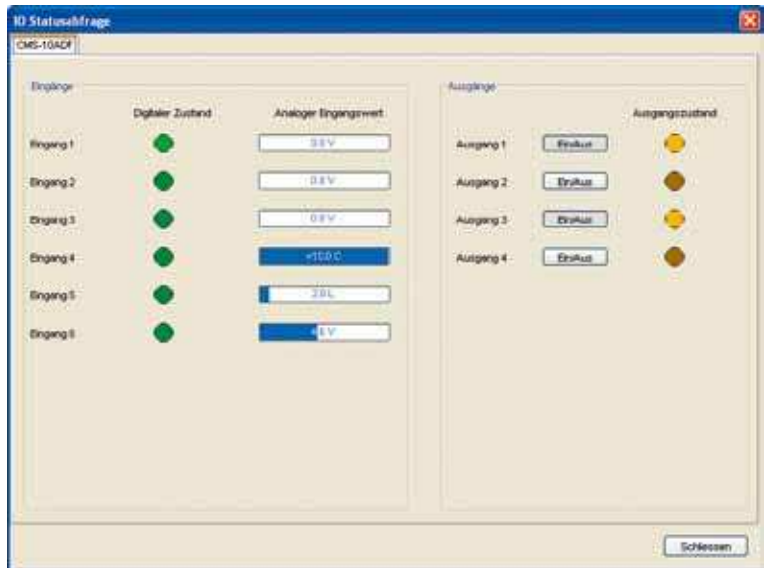 IO Statusabfrage
CMS-10ADF
Eingänge
Digitaler Zustand Analoger Eingangswert
Eingang 1
Eingang 2
Eingang 3
Eingang 4
Eingang 5
Eingang 6
Ausgänge
Ausgangszustand
Ausgang 1 Ein/Aus
Ausgang 2 Ein/Aus
Ausgang 3 Ein/Aus
Ausgang 4 Ein/Aus
Schliessen